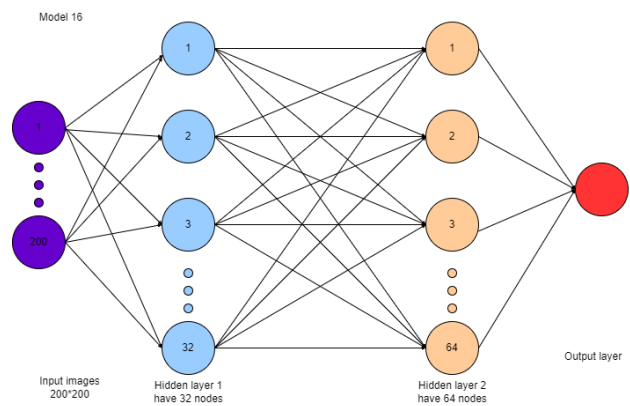 Model 16
1
200
1
2
3
32
1
2
3
64
Input images
200*200
Hidden layer 1
have 32 nodes
Hidden layer 2
have 64 nodes
Output layer